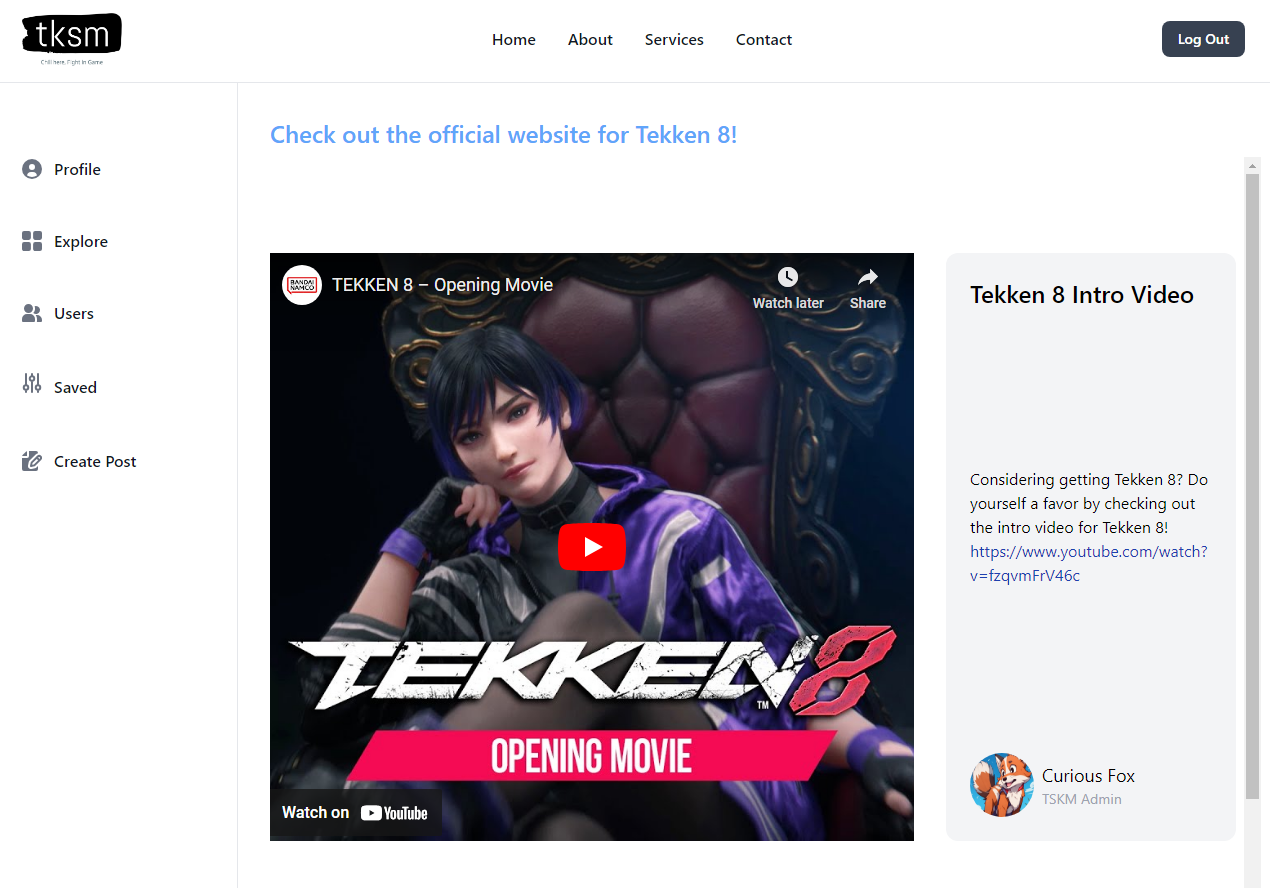 tksm
Chill here, Fight in Game
Home
About
Services
Contact
Log Out
Profile
Explore
Users
Saved
Create Post
Check out the official website for Tekken 8!
BANDAI
NAMCO
TEKKEN 8 – Opening Movie
Watch later
Share
TEKKEN 8
TM
OPENING MOVIE
Watch on YouTube
Tekken 8 Intro Video
Considering getting Tekken 8? Do
yourself a favor by checking out
the intro video for Tekken 8!
https://www.youtube.com/watch?
v=fzqvmFrV46c
Curious Fox
TSKM Admin